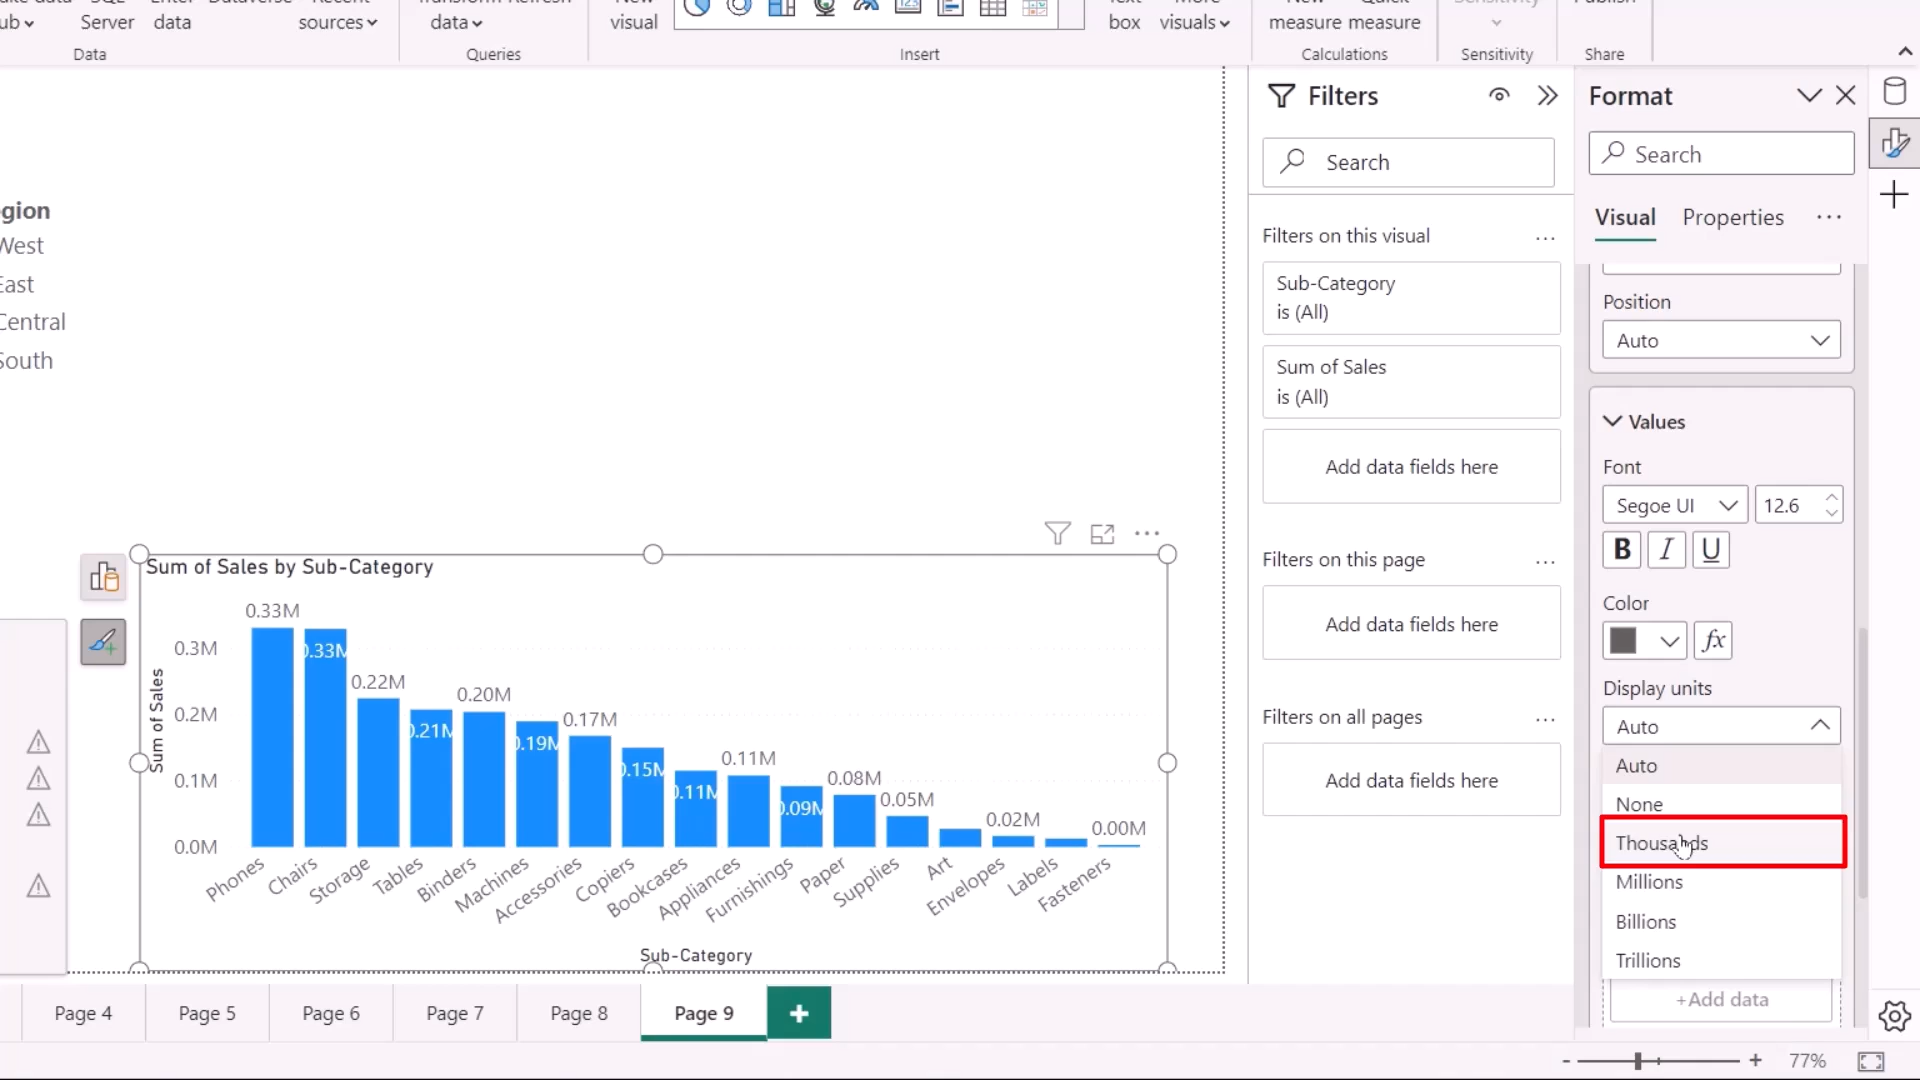 Server
data
sources
data
visual
box
visuals
measure
measure
Data
Queries
Insert
Calculations
Sensitivity
Share
gion
West
East
Central
South
Filters
Search
Filters on this visual
...
Sub-Category
is (All)
Sum of Sales
is (All)
Add data fields here
Filters on this page
...
Add data fields here
Filters on all pages
...
Add data fields here
Format
Search
Visual
Properties
...
Position
Auto
Values
Font
Segoe UI
12.6
B
I
U
Color
fx
Display units
Auto
Auto
None
Thousands
Millions
Billions
Trillions
+Add data
Sum of Sales by Sub-Category
Sum of Sales
0.3M
0.2M
0.1M
0.0M
0.33M
0.33M
0.22M
0.21M
0.20M
0.19M
0.17M
0.15M
0.11M
0.11M
0.09M
0.08M
0.05M
0.02M
0.00M
Phones
Chairs
Storage
Tables
Binders
Machines
Accessories
Copiers
Bookcases
Appliances
Furnishings
Paper
Supplies
Art
Envelopes
Labels
Fasteners
Sub-Category
Page 4
Page 5
Page 6
Page 7
Page 8
Page 9
+
- + 77%